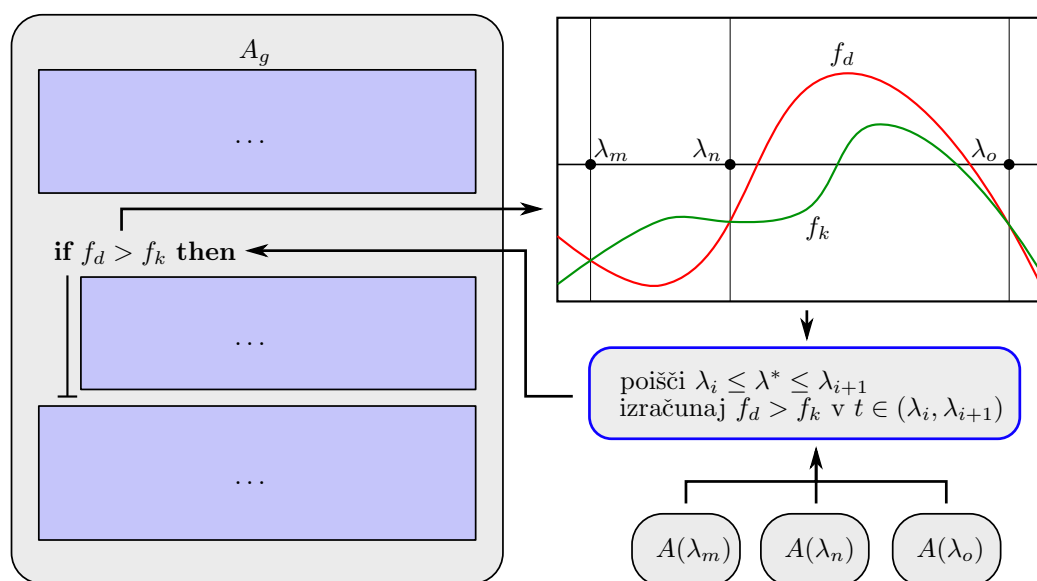 A_g
...
if f_d > f_k then
...
...
f_d
λ_m
λ_n
λ_o
f_k
poišči λ_i ≤ λ* ≤ λ_{i+1}
izračunaj f_d > f_k v t ∈ (λ_i, λ_{i+1})
A(λ_m)
A(λ_n)
A(λ_o)